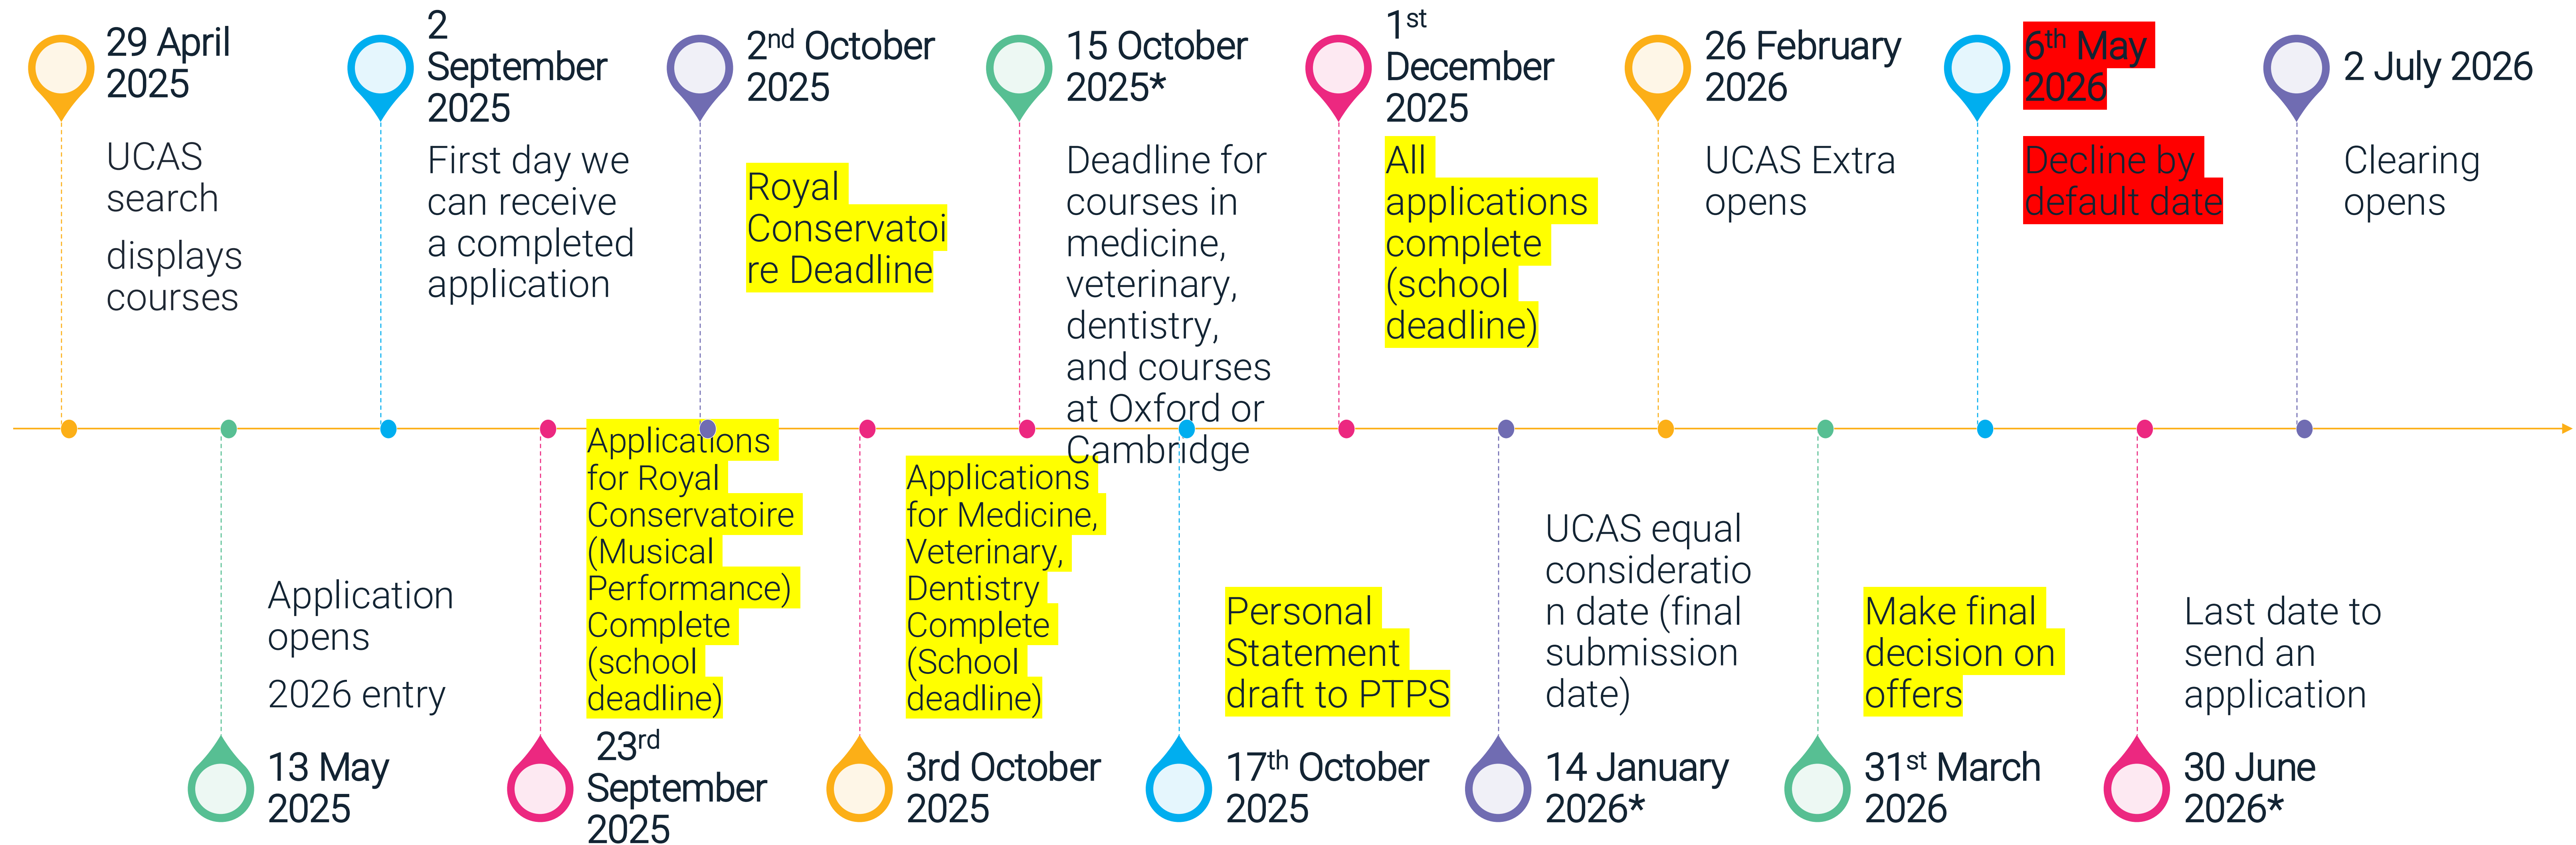 29 April
2025
UCAS
search
displays
courses
2
September
2025
First day we
can receive
a completed
application
2nd October
2025
Royal
Conservatoi
re Deadline
15 October
2025*
Deadline for
courses in
medicine,
veterinary,
dentistry,
and courses
at Oxford or
Cambridge
1st
December
2025
All
applications
complete
(school
deadline)
26 February
2026
UCAS Extra
opens
6th May
2026
Decline by
default date
2 July 2026
Clearing
opens
Application
opens
2026 entry
13 May
2025
Applications
for Royal
Conservatoire
(Musical
Performance)
Complete
(school
deadline)
23rd
September
2025
Applications
for Medicine,
Veterinary,
Dentistry
Complete
(School
deadline)
3rd October
2025
Personal
Statement
draft to PTPS
17th October
2025
UCAS equal
consideratio
n date (final
submission
date)
14 January
2026*
Make final
decision on
offers
31st March
2026
Last date to
send an
application
30 June
2026*